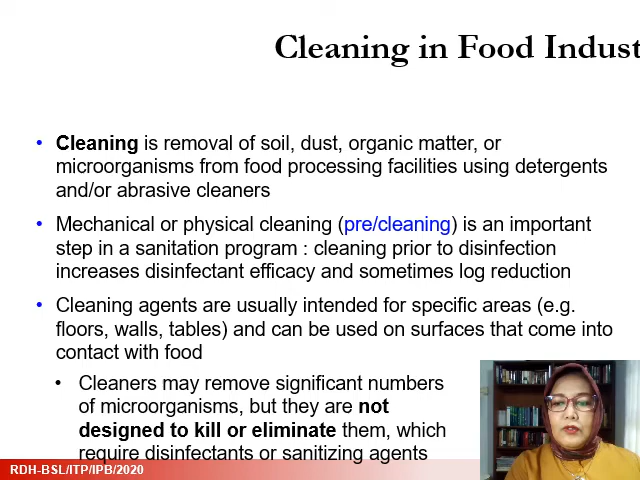 Cleaning in Food Indust
• Cleaning is removal of soil, dust, organic matter, or
microorganisms from food processing facilities using detergents
and/or abrasive cleaners
• Mechanical or physical cleaning (pre/cleaning) is an important
step in a sanitation program : cleaning prior to disinfection
increases disinfectant efficacy and sometimes log reduction
• Cleaning agents are usually intended for specific areas (e.g.
floors, walls, tables) and can be used on surfaces that come into
contact with food
• Cleaners may remove significant numbers
of microorganisms, but they are not
designed to kill or eliminate them, which
require disinfectants or sanitizing agents
RDH-BSL/ITP/IPB/2020